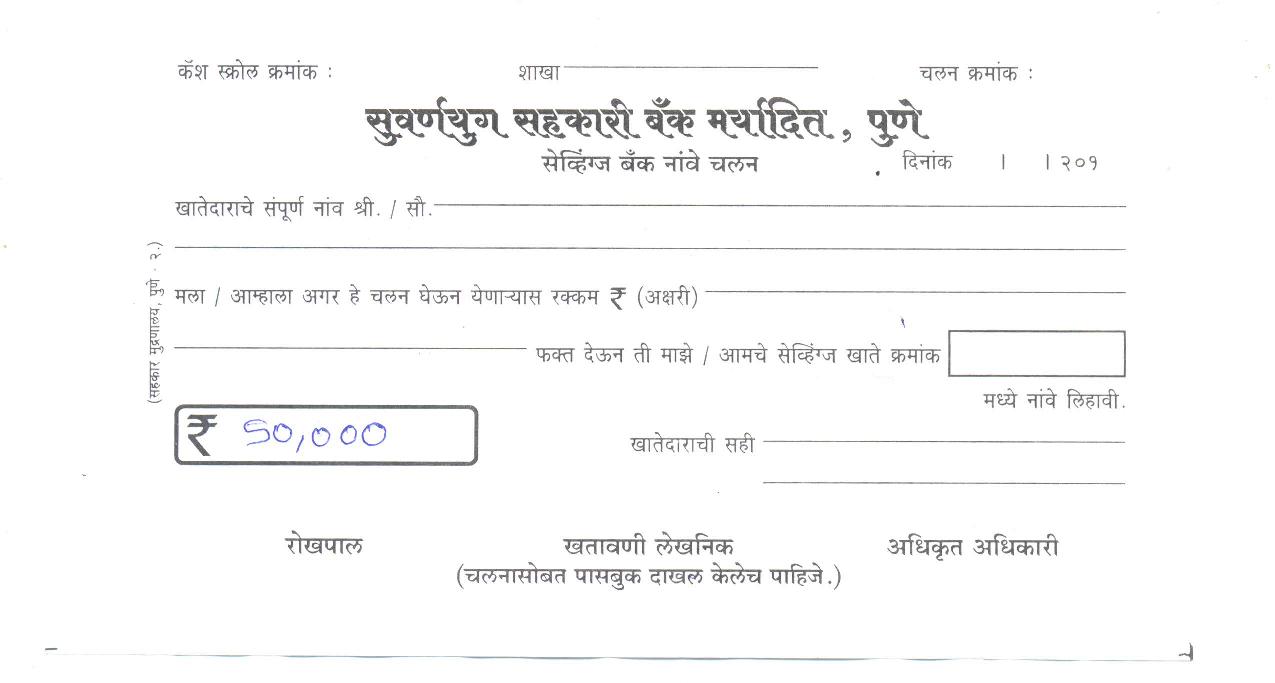 कॅश स्क्रोल क्रमांक : शाखा चलन क्रमांक :
सुवर्णयुग सहकारी बँक मर्यादित, पुणे
सेव्हिंग्ज बँक नांवे चलन . दिनांक । । २०१
खातेदाराचे संपूर्ण नांव श्री. / सौ.
मला / आम्हाला अगर हे चलन घेऊन येणाऱ्यास रक्कम ₹ (अक्षरी)
फक्त देऊन ती माझे / आमचे सेव्हिंग्ज खाते क्रमांक
मध्ये नांवे लिहावी.
₹ 50,000
खातेदाराची सही
रोखपाल खतावणी लेखनिक अधिकृत अधिकारी
(चलनासोबत पासबुक दाखल केलेच पाहिजे.)
(सहकार मुद्रणालय, पुणे - २.)